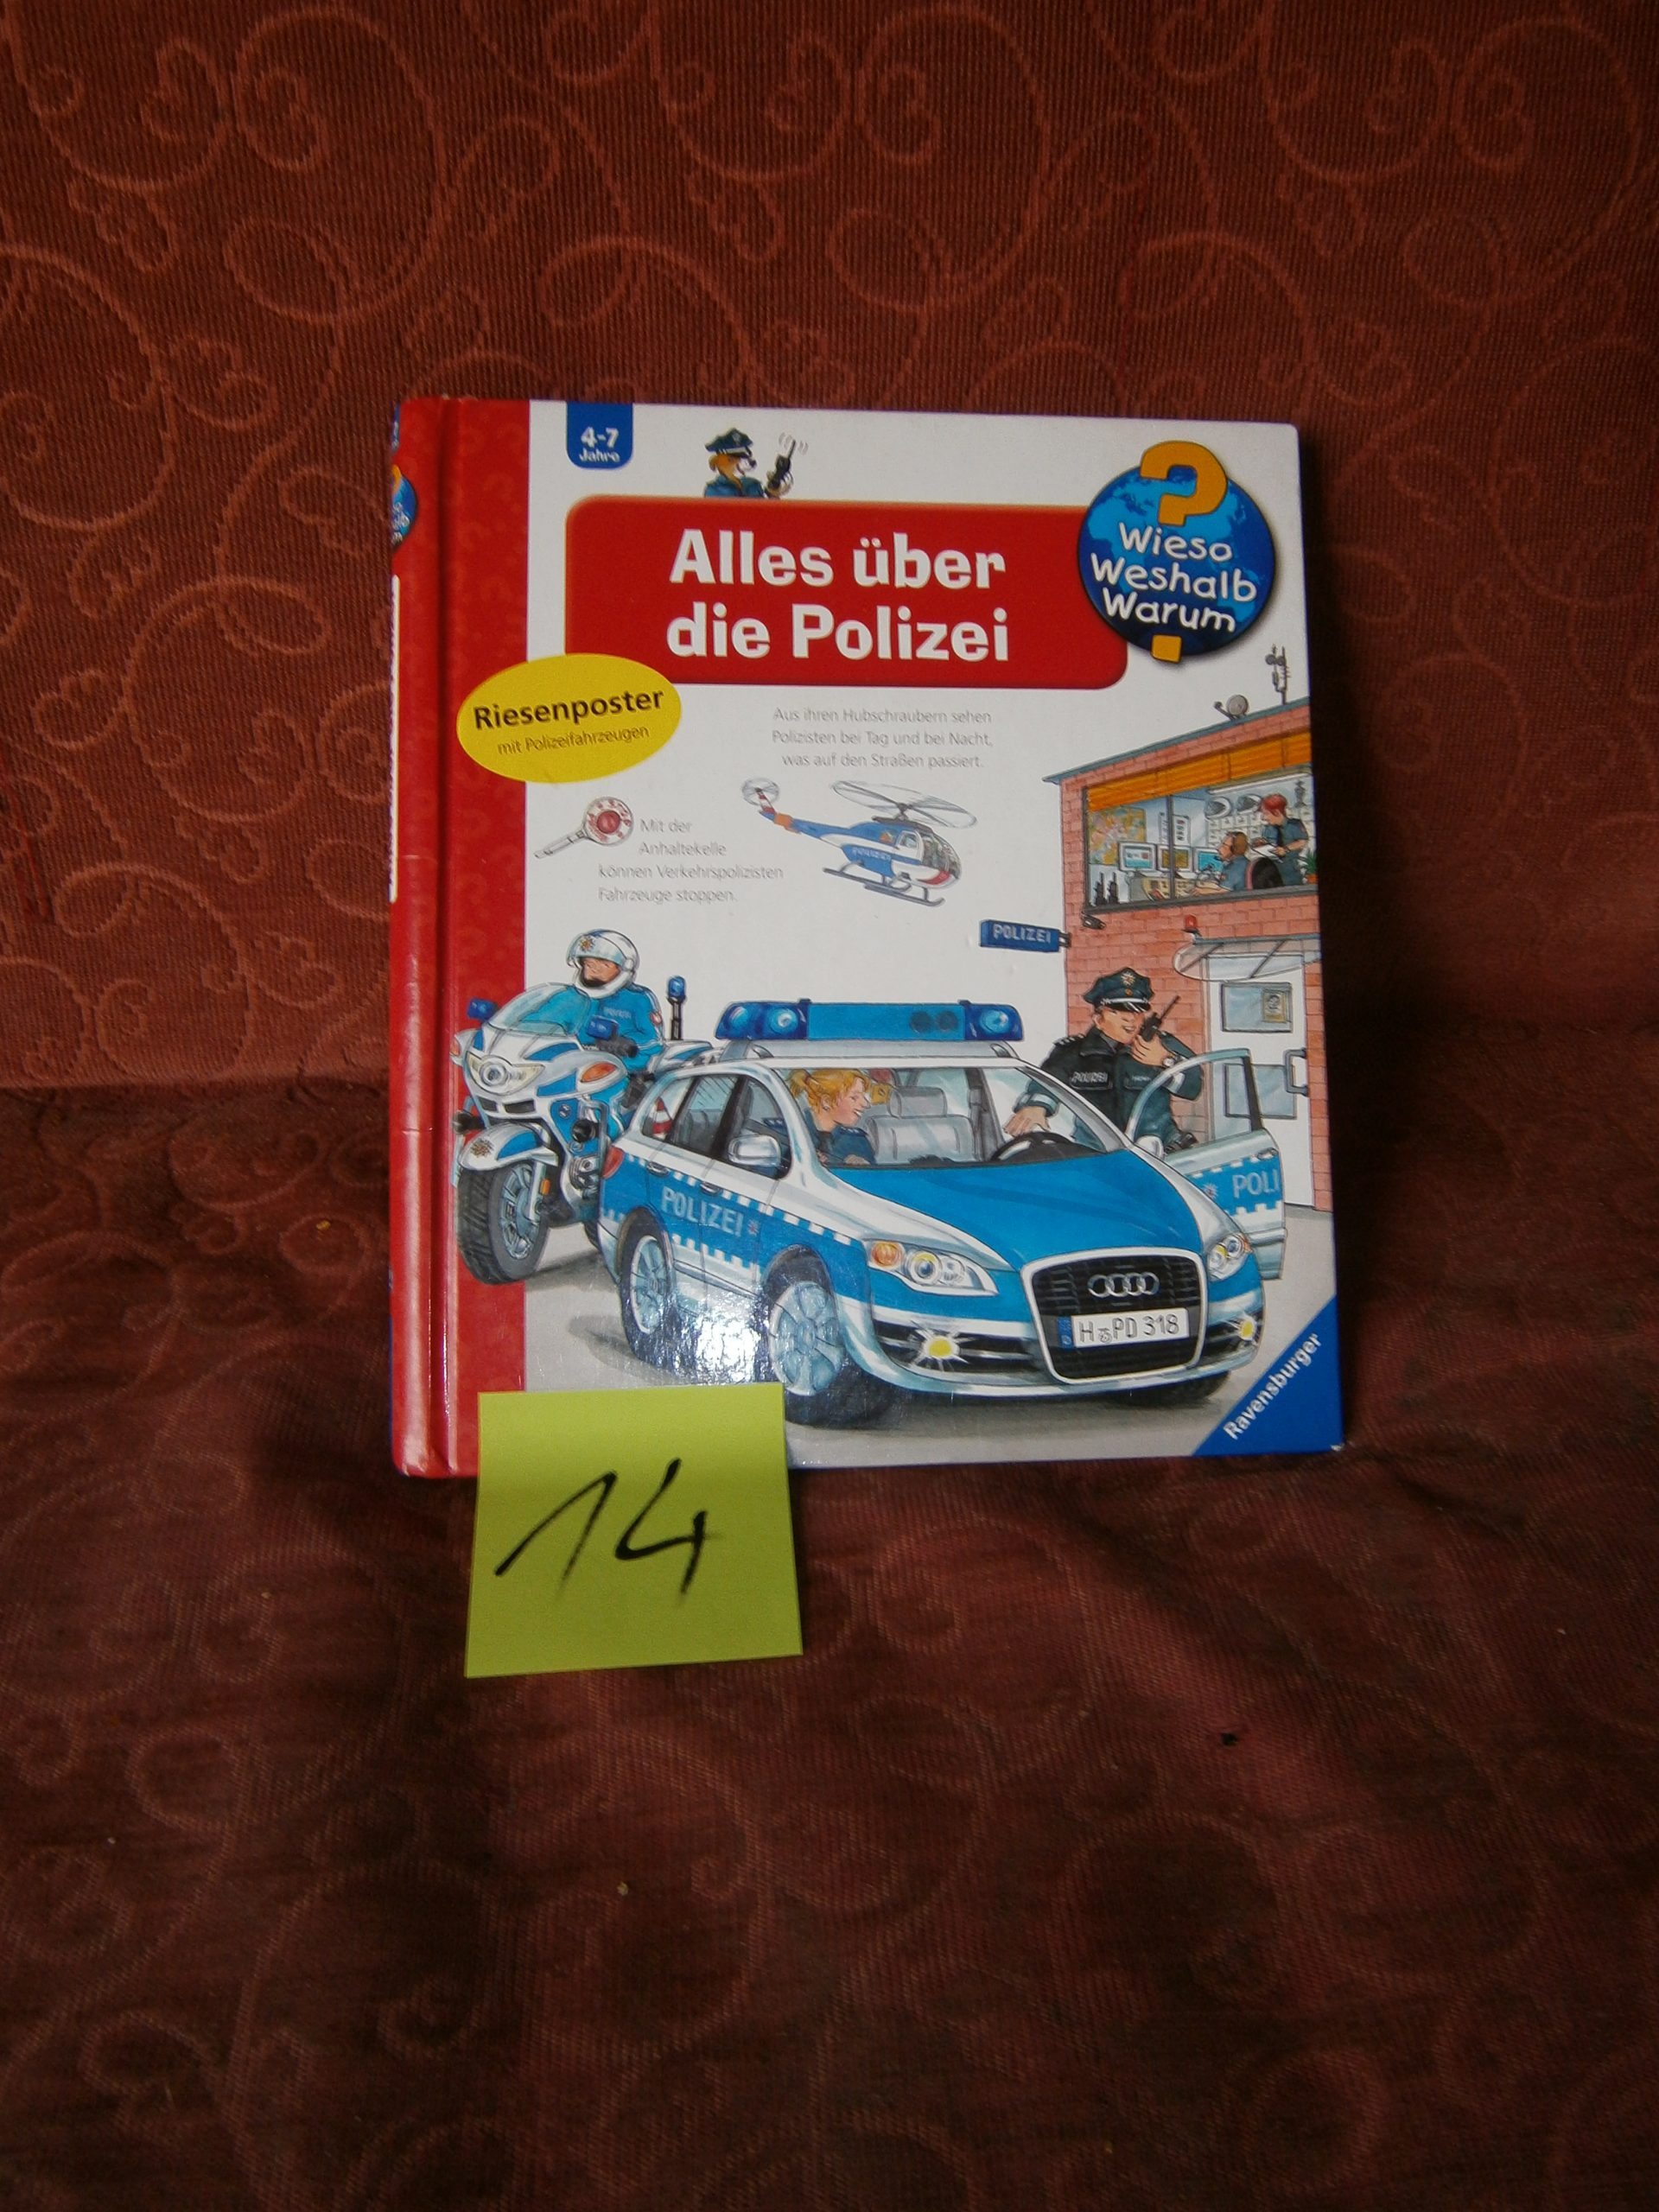 4-7
Jahre
Alles über
die Polizei
?
Wieso
Weshalb
Warum
Riesenposter
mit Polizeifahrzeugen
Aus ihren Hubschraubern sehen
Polizisten bei Tag und bei Nacht,
was auf den Straßen passiert.
Mit der
Anhaltekelle
können Verkehrspolizisten
Fahrzeuge stoppen.
POLIZEI
POLIZEI
POLIZEI
POLIZEI
POLI
H PD 318
Ravensburger
14